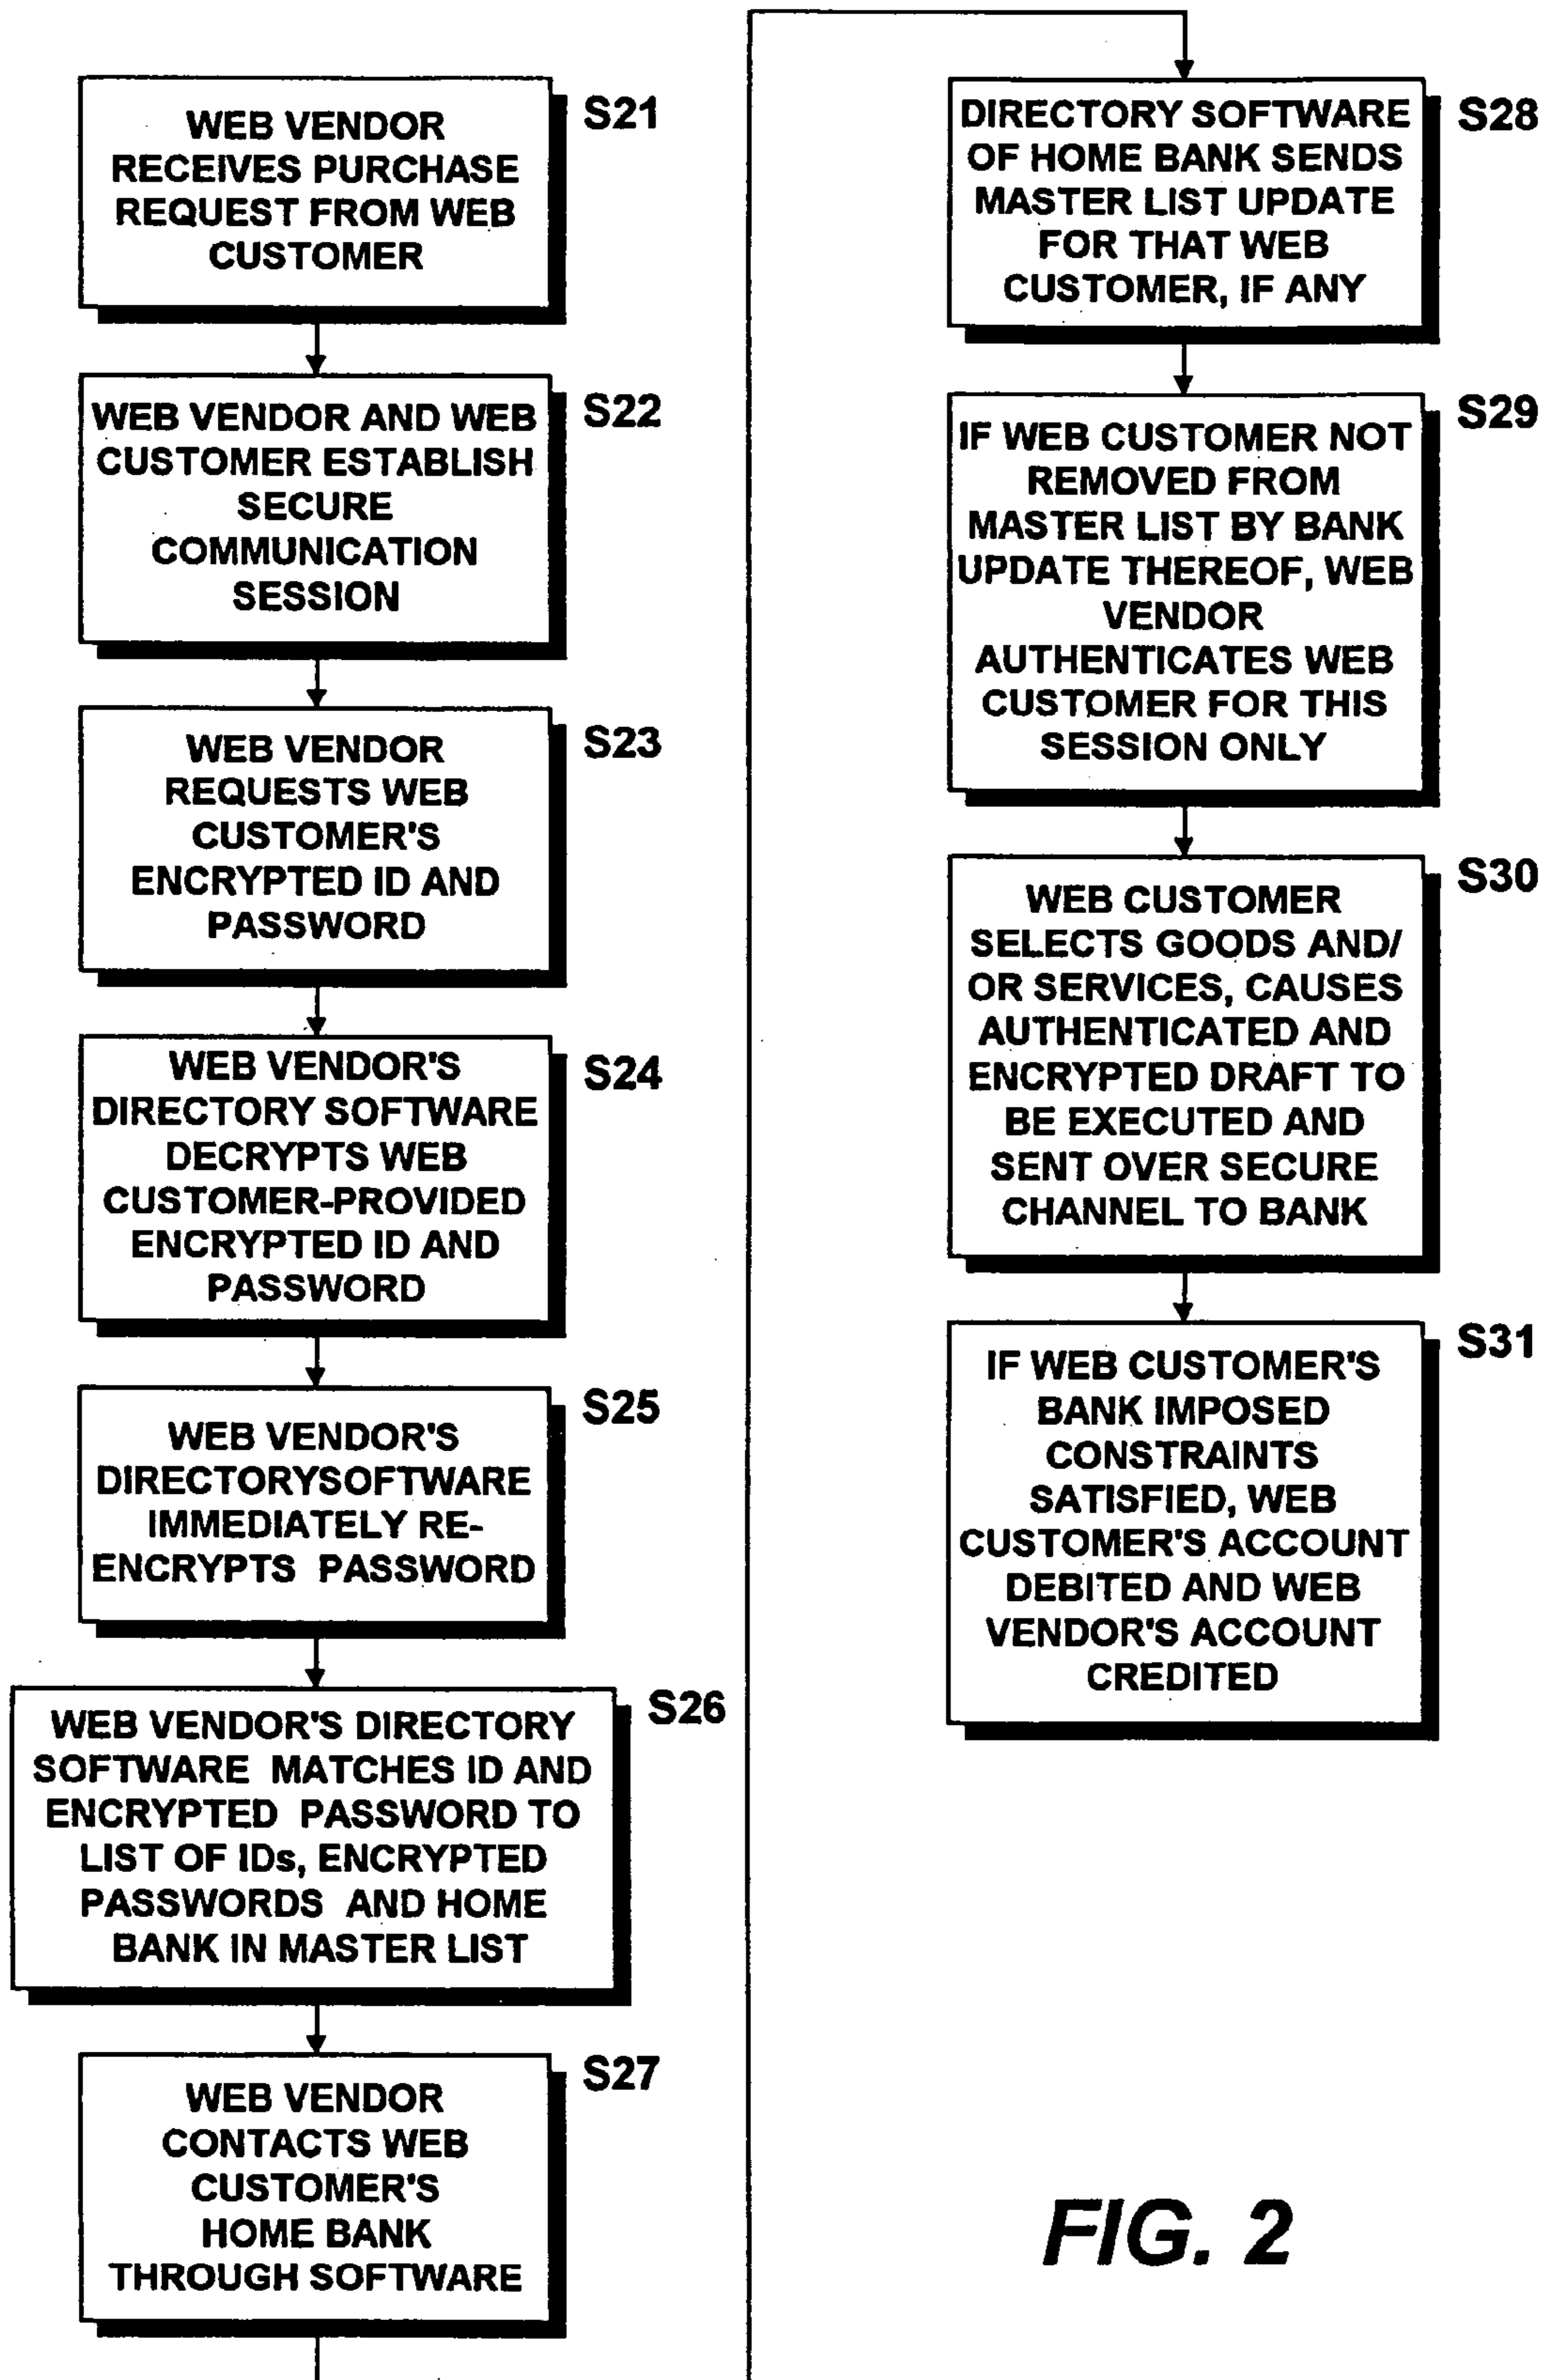 WEB VENDOR
RECEIVES PURCHASE
REQUEST FROM WEB
CUSTOMER
S21
WEB VENDOR AND WEB
CUSTOMER ESTABLISH
SECURE
COMMUNICATION
SESSION
S22
WEB VENDOR
REQUESTS WEB
CUSTOMER'S
ENCRYPTED ID AND
PASSWORD
S23
WEB VENDOR'S
DIRECTORY SOFTWARE
DECRYPTS WEB
CUSTOMER-PROVIDED
ENCRYPTED ID AND
PASSWORD
S24
WEB VENDOR'S
DIRECTORYSOFTWARE
IMMEDIATELY RE-
ENCRYPTS PASSWORD
S25
WEB VENDOR'S DIRECTORY
SOFTWARE MATCHES ID AND
ENCRYPTED PASSWORD TO
LIST OF IDs, ENCRYPTED
PASSWORDS AND HOME
BANK IN MASTER LIST
S26
WEB VENDOR
CONTACTS WEB
CUSTOMER'S
HOME BANK
THROUGH SOFTWARE
S27
DIRECTORY SOFTWARE
OF HOME BANK SENDS
MASTER LIST UPDATE
FOR THAT WEB
CUSTOMER, IF ANY
S28
IF WEB CUSTOMER NOT
REMOVED FROM
MASTER LIST BY BANK
UPDATE THEREOF, WEB
VENDOR
AUTHENTICATES WEB
CUSTOMER FOR THIS
SESSION ONLY
S29
WEB CUSTOMER
SELECTS GOODS AND/
OR SERVICES, CAUSES
AUTHENTICATED AND
ENCRYPTED DRAFT TO
BE EXECUTED AND
SENT OVER SECURE
CHANNEL TO BANK
S30
IF WEB CUSTOMER'S
BANK IMPOSED
CONSTRAINTS
SATISFIED, WEB
CUSTOMER'S ACCOUNT
DEBITED AND WEB
VENDOR'S ACCOUNT
CREDITED
S31
FIG. 2